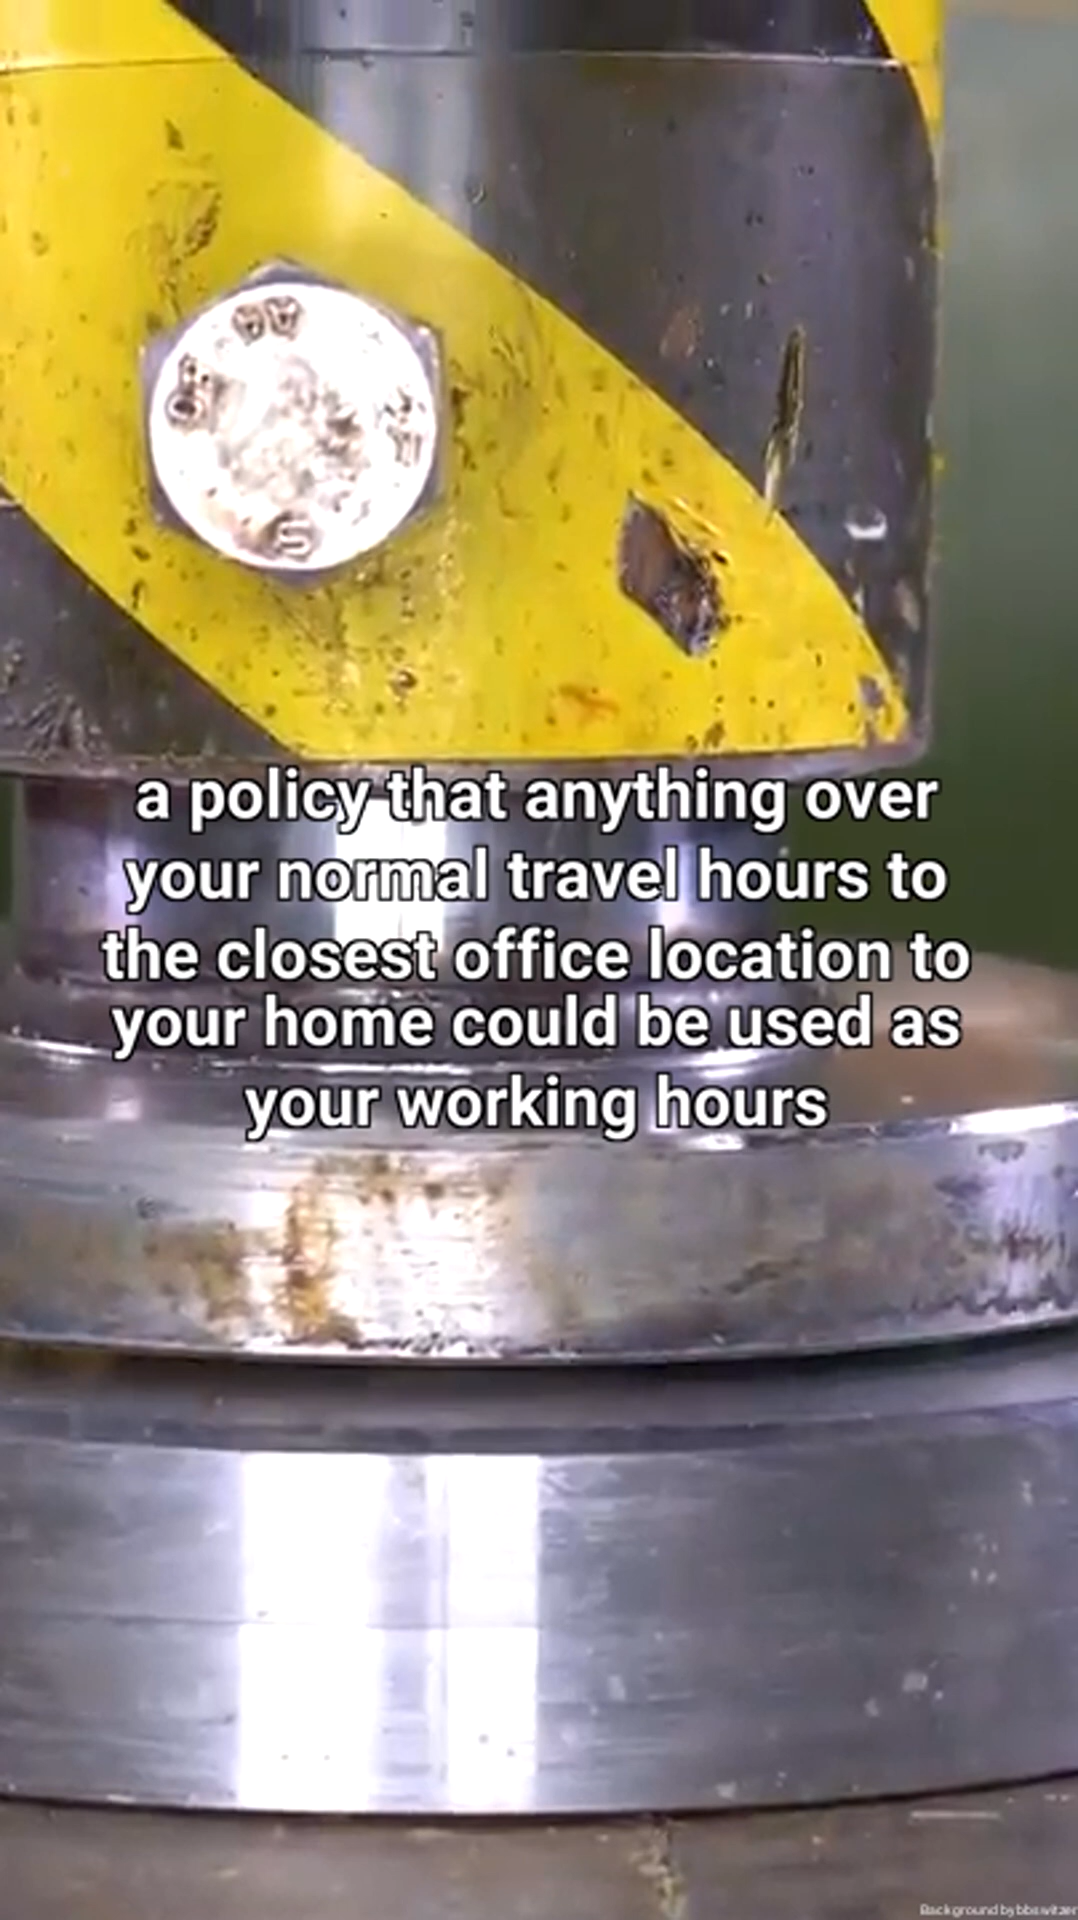 a policy that anything over
your normal travel hours to
the closest office location to
your home could be used as
your working hours
Background by bbswitzer